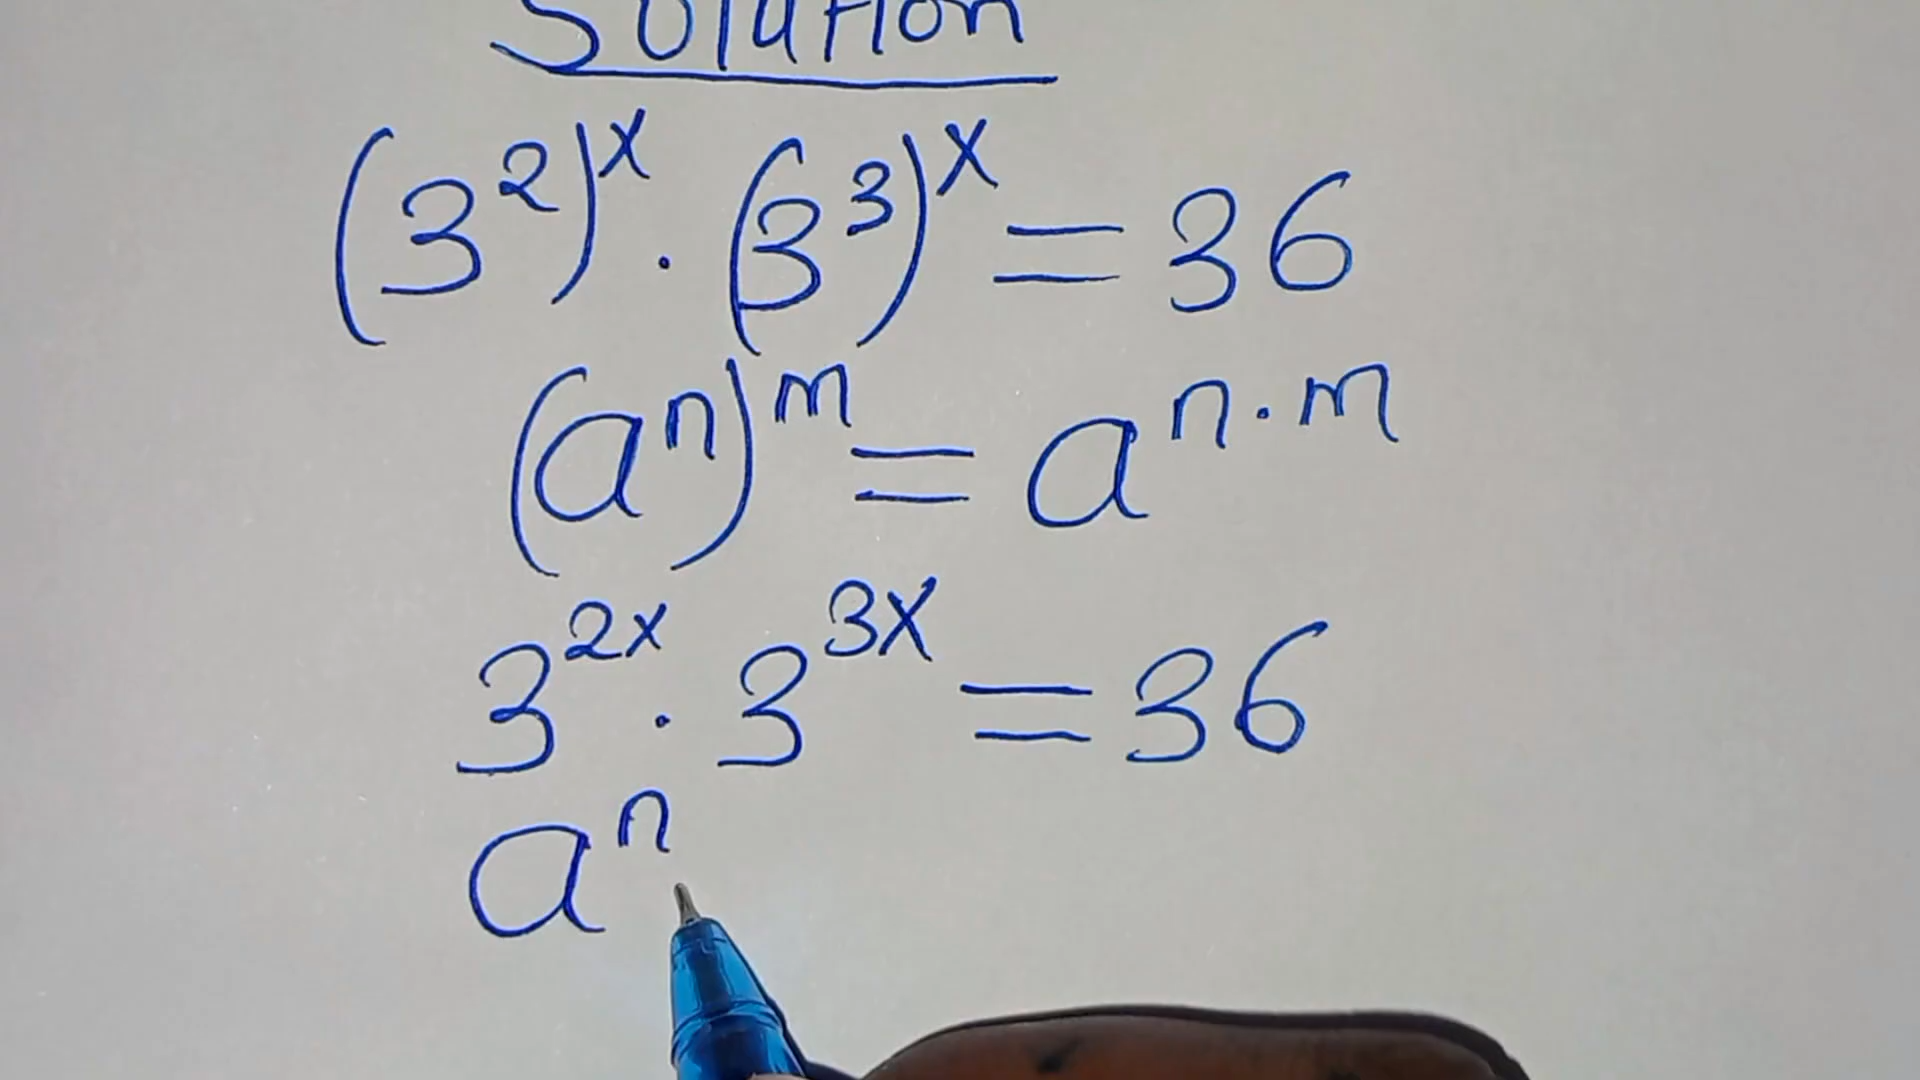 Solution
(3²)ˣ · (3³)ˣ = 36
(aⁿ)ᵐ = aⁿ·ᵐ
3²ˣ · 3³ˣ = 36
aⁿ